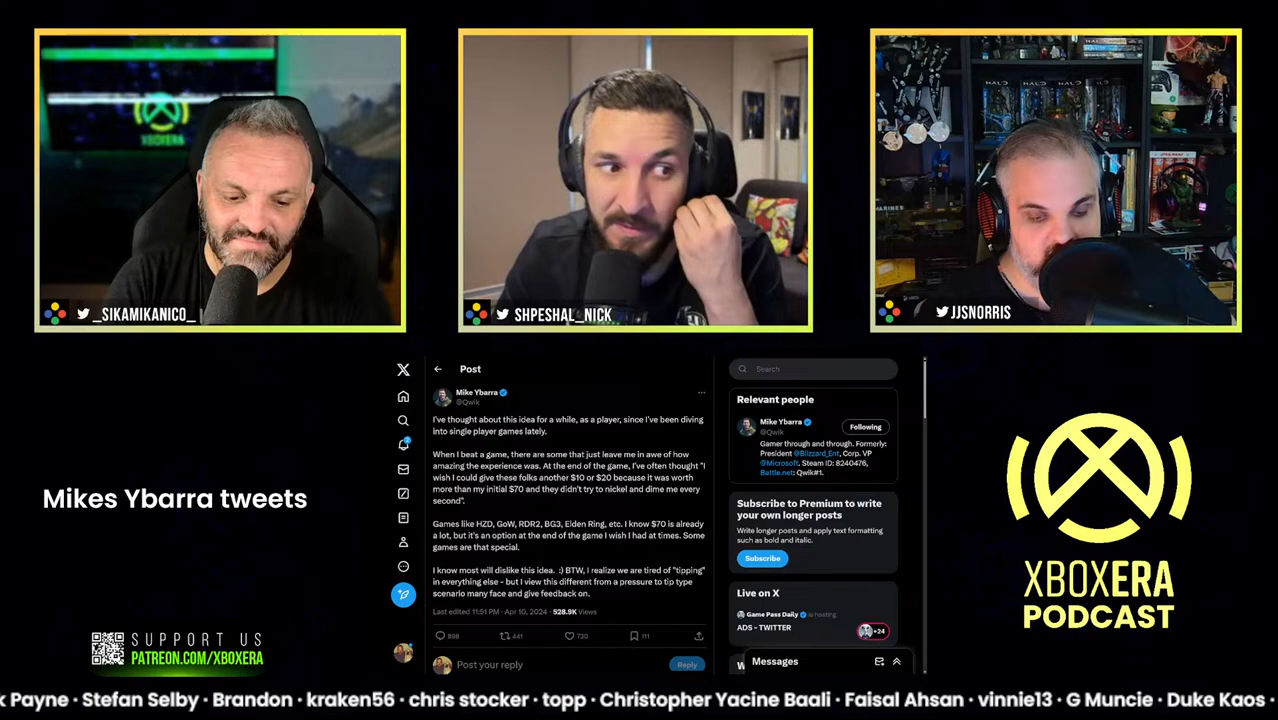 XBOXERA
_SIKAMIKANICO_
SHPESHAL_NICK
HALO
HALO
STAR WARS
MARINES
JJSNORRIS
Mikes Ybarra tweets
Post
Mike Ybarra
@Qwik
I've thought about this idea for a while, as a player, since I've been diving
into single player games lately.
When I beat a game, there are some that just leave me in awe of how
amazing the experience was. At the end of the game, I've often thought "I
wish I could give these folks another $10 or $20 because it was worth
more than my initial $70 and they didn't try to nickel and dime me every
second".
Games like HZD, GoW, RDR2, BG3, Elden Ring, etc. I know $70 is already
a lot, but it's an option at the end of the game I wish I had at times. Some
games are that special.
I know most will dislike this idea. :) BTW, I realize we are tired of "tipping"
in everything else - but I view this different from a pressure to tip type
scenario many face and give feedback on.
Last edited 11:51 PM · Apr 10, 2024 · 528.9K Views
898 441 730 111
Post your reply
Reply
Search
Relevant people
Mike Ybarra
@Qwik
Following
Gamer through and through. Formerly:
President @Blizzard_Ent, Corp. VP
@Microsoft. Steam ID: 8240476,
Battle.net: Qwik#1.
Subscribe to Premium to write
your own longer posts
Write longer posts and apply text formatting
such as bold and italic.
Subscribe
Live on X
Game Pass Daily is hosting
ADS - TWITTER
+24
Messages
XBOXERA
PODCAST
SUPPORT US
PATREON.COM/XBOXERA
k Payne · Stefan Selby · Brandon · kraken56 · chris stocker · topp · Christopher Yacine Baali · Faisal Ahsan · vinnie13 · G Muncie · Duke Kaos ·